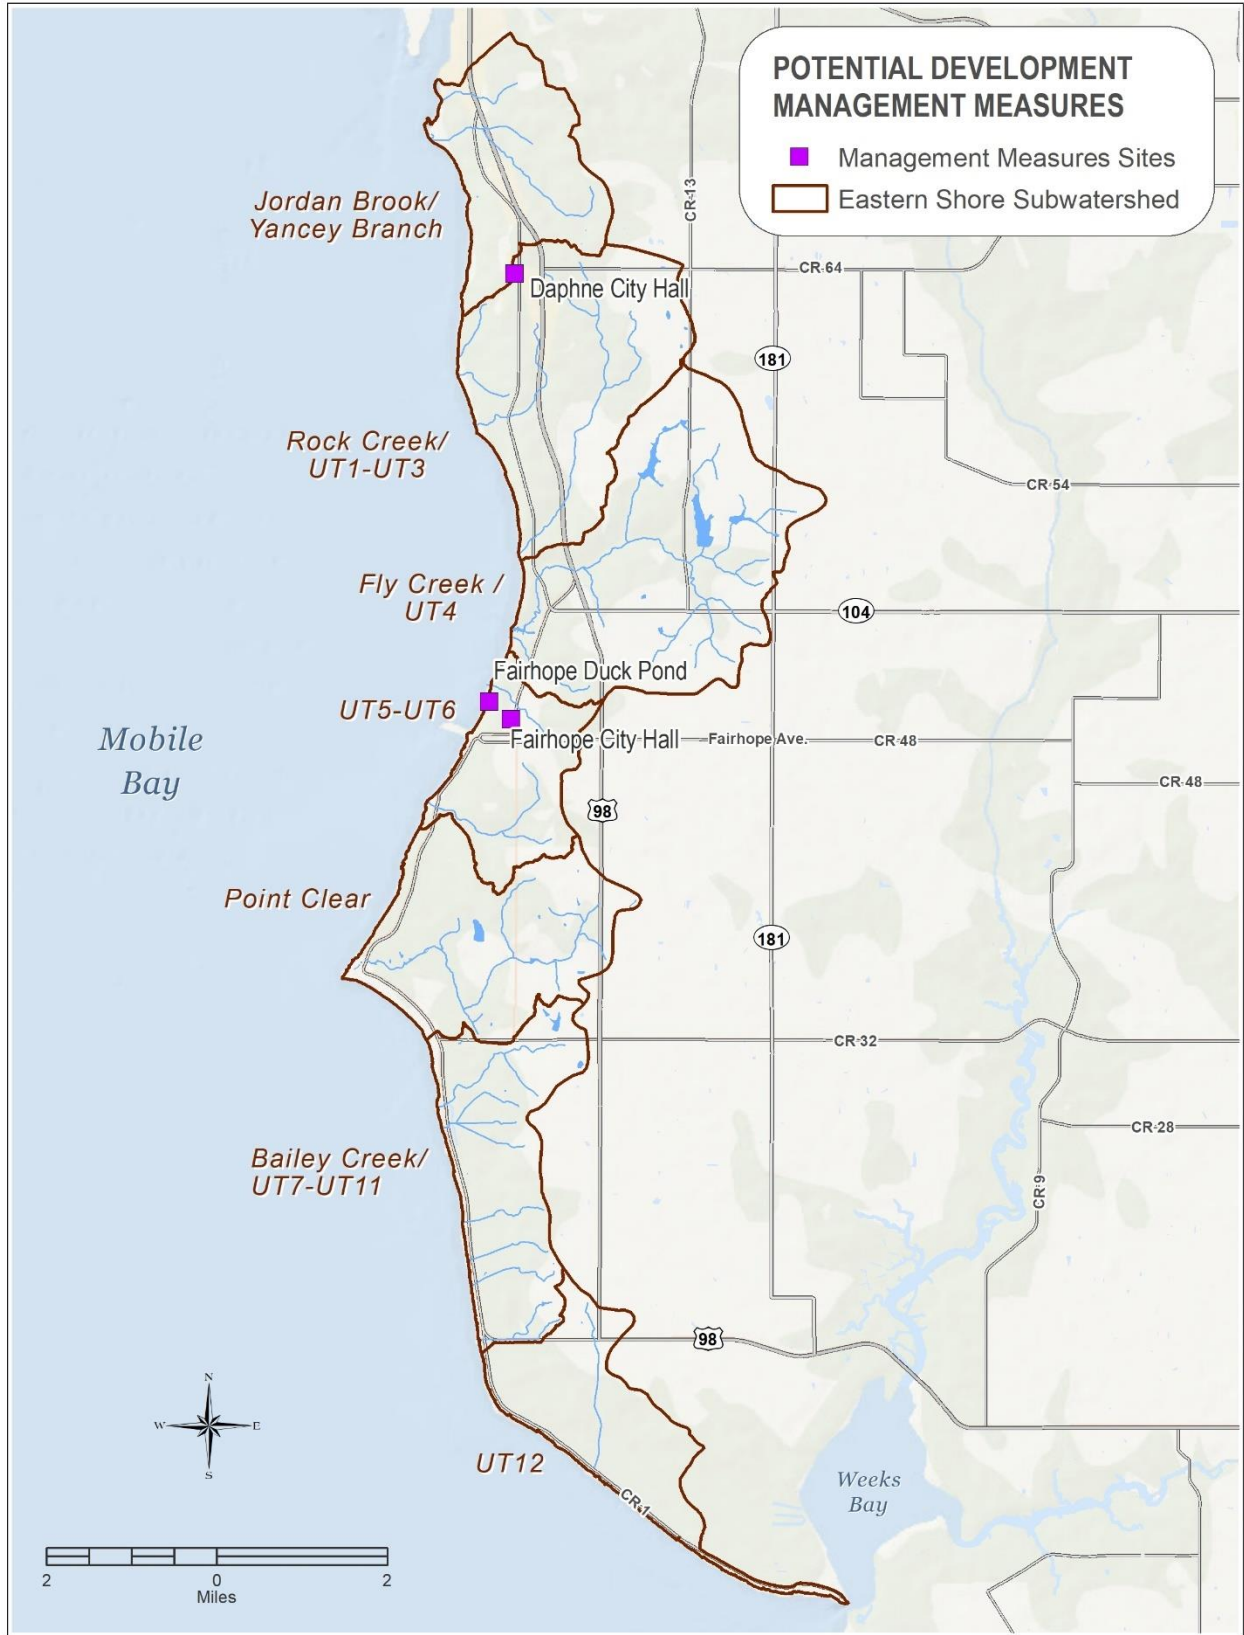 POTENTIAL DEVELOPMENT
MANAGEMENT MEASURES
Management Measures Sites
Eastern Shore Subwatershed
CR 13
Jordan Brook/
Yancey Branch
CR 64
Daphne City Hall
181
Rock Creek/
UT1-UT3
CR 54
Fly Creek /
UT4
104
Fairhope Duck Pond
UT5-UT6
Mobile
Bay
Fairhope City Hall
Fairhope Ave.
CR 48
CR 48
98
Point Clear
181
CR 32
CR 28
Bailey Creek/
UT7-UT11
CR 9
98
N
W
E
S
UT12
CR 1
Weeks
Bay
2
0
2
Miles